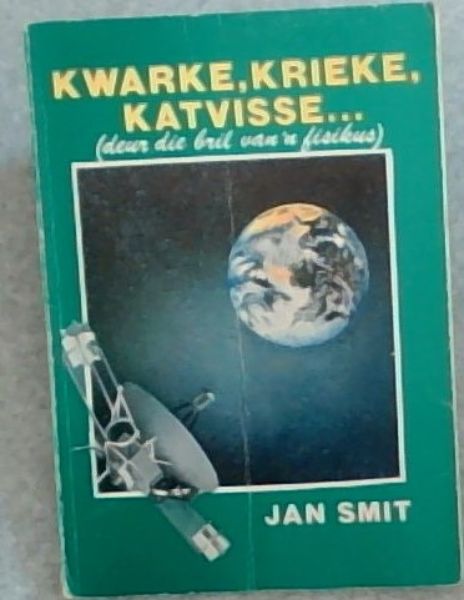 KWARKE, KRIEKE,
KATVISSE...
(deur die bril van 'n fisikus)
JAN SMIT